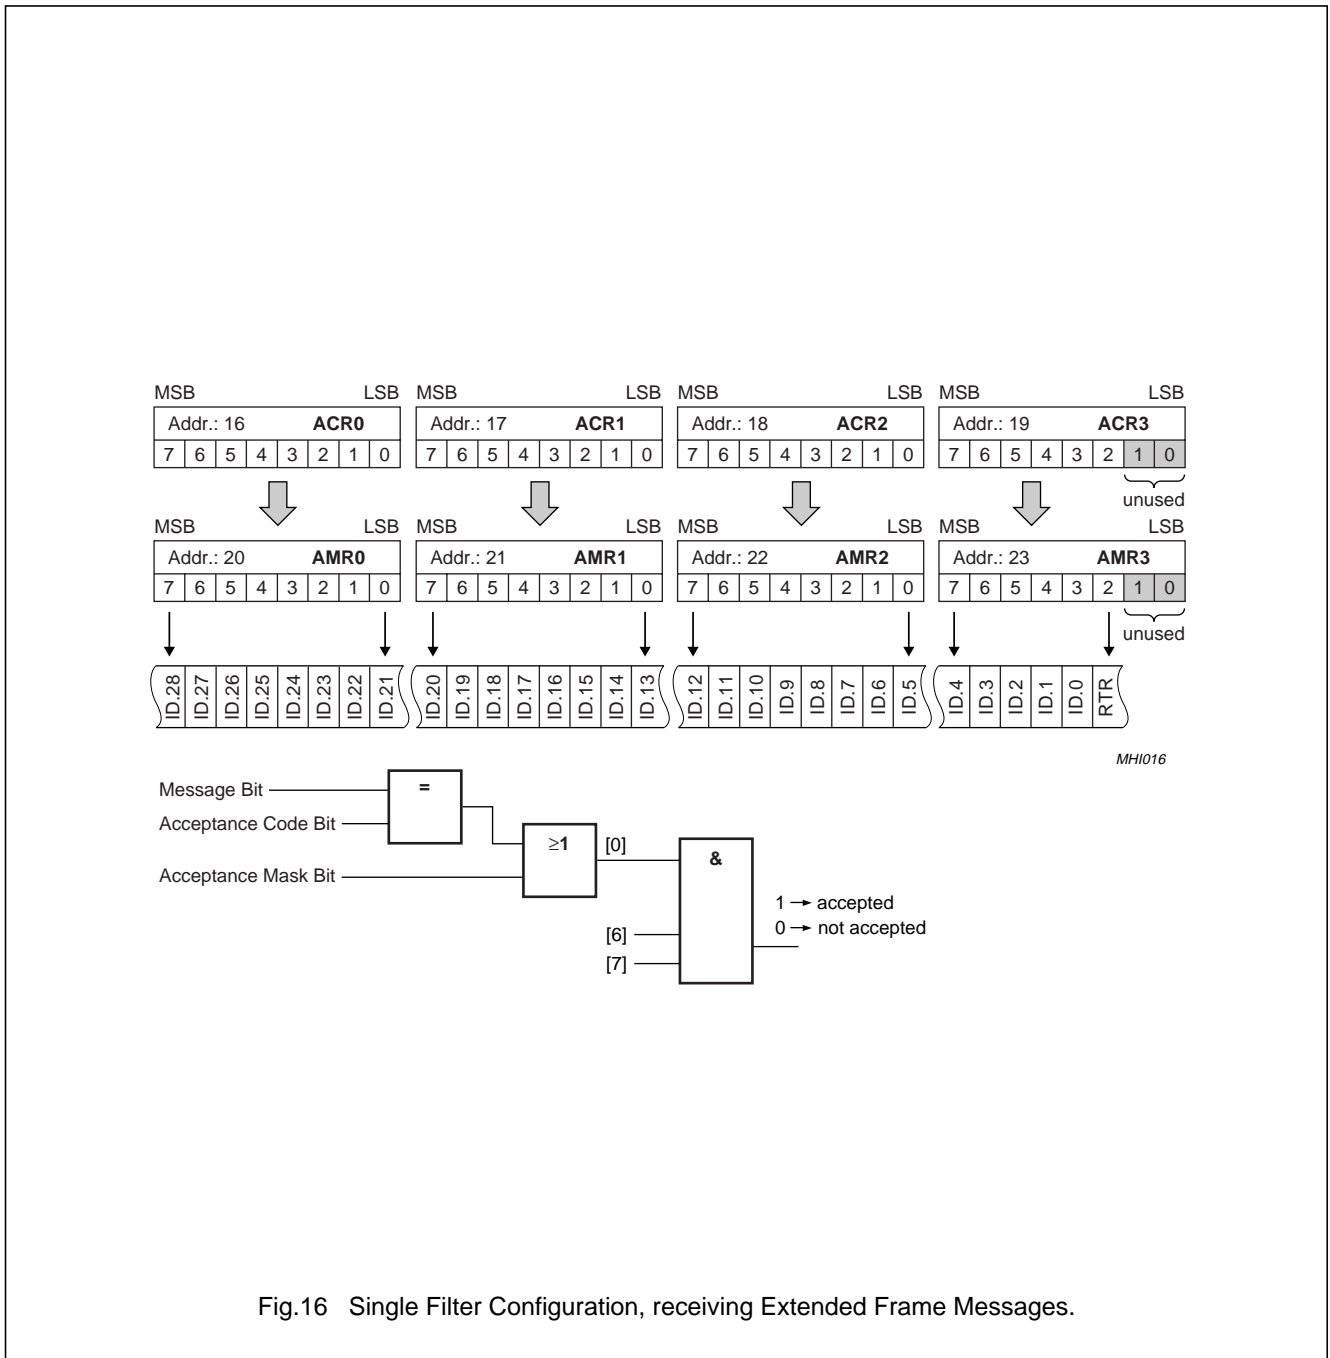 MSB LSB MSB LSB MSB LSB MSB LSB
Addr.: 16 ACR0 Addr.: 17 ACR1 Addr.: 18 ACR2 Addr.: 19 ACR3
7 6 5 4 3 2 1 0 7 6 5 4 3 2 1 0 7 6 5 4 3 2 1 0 7 6 5 4 3 2 1 0
unused
MSB LSB MSB LSB MSB LSB MSB LSB
Addr.: 20 AMR0 Addr.: 21 AMR1 Addr.: 22 AMR2 Addr.: 23 AMR3
7 6 5 4 3 2 1 0 7 6 5 4 3 2 1 0 7 6 5 4 3 2 1 0 7 6 5 4 3 2 1 0
unused
ID.28 ID.27 ID.26 ID.25 ID.24 ID.23 ID.22 ID.21 ID.20 ID.19 ID.18 ID.17 ID.16 ID.15 ID.14 ID.13 ID.12 ID.11 ID.10 ID.9 ID.8 ID.7 ID.6 ID.5 ID.4 ID.3 ID.2 ID.1 ID.0 RTR
MHI016
Message Bit =
Acceptance Code Bit
≥1 [0] &
Acceptance Mask Bit
1 → accepted
0 → not accepted
[6]
[7]
Fig.16 Single Filter Configuration, receiving Extended Frame Messages.